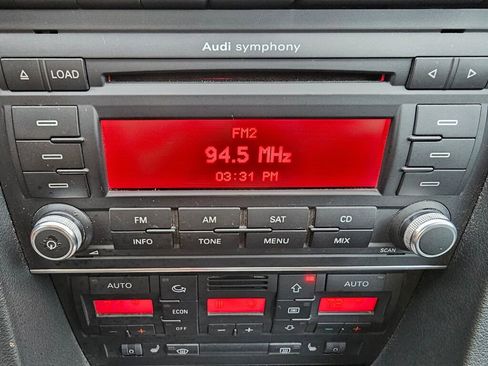 Audi symphony
LOAD
FM2
94.5 MHz
03:31 PM
FM AM SAT CD
INFO TONE MENU MIX
SCAN
AUTO AUTO
ECON
OFF
- + - + - +